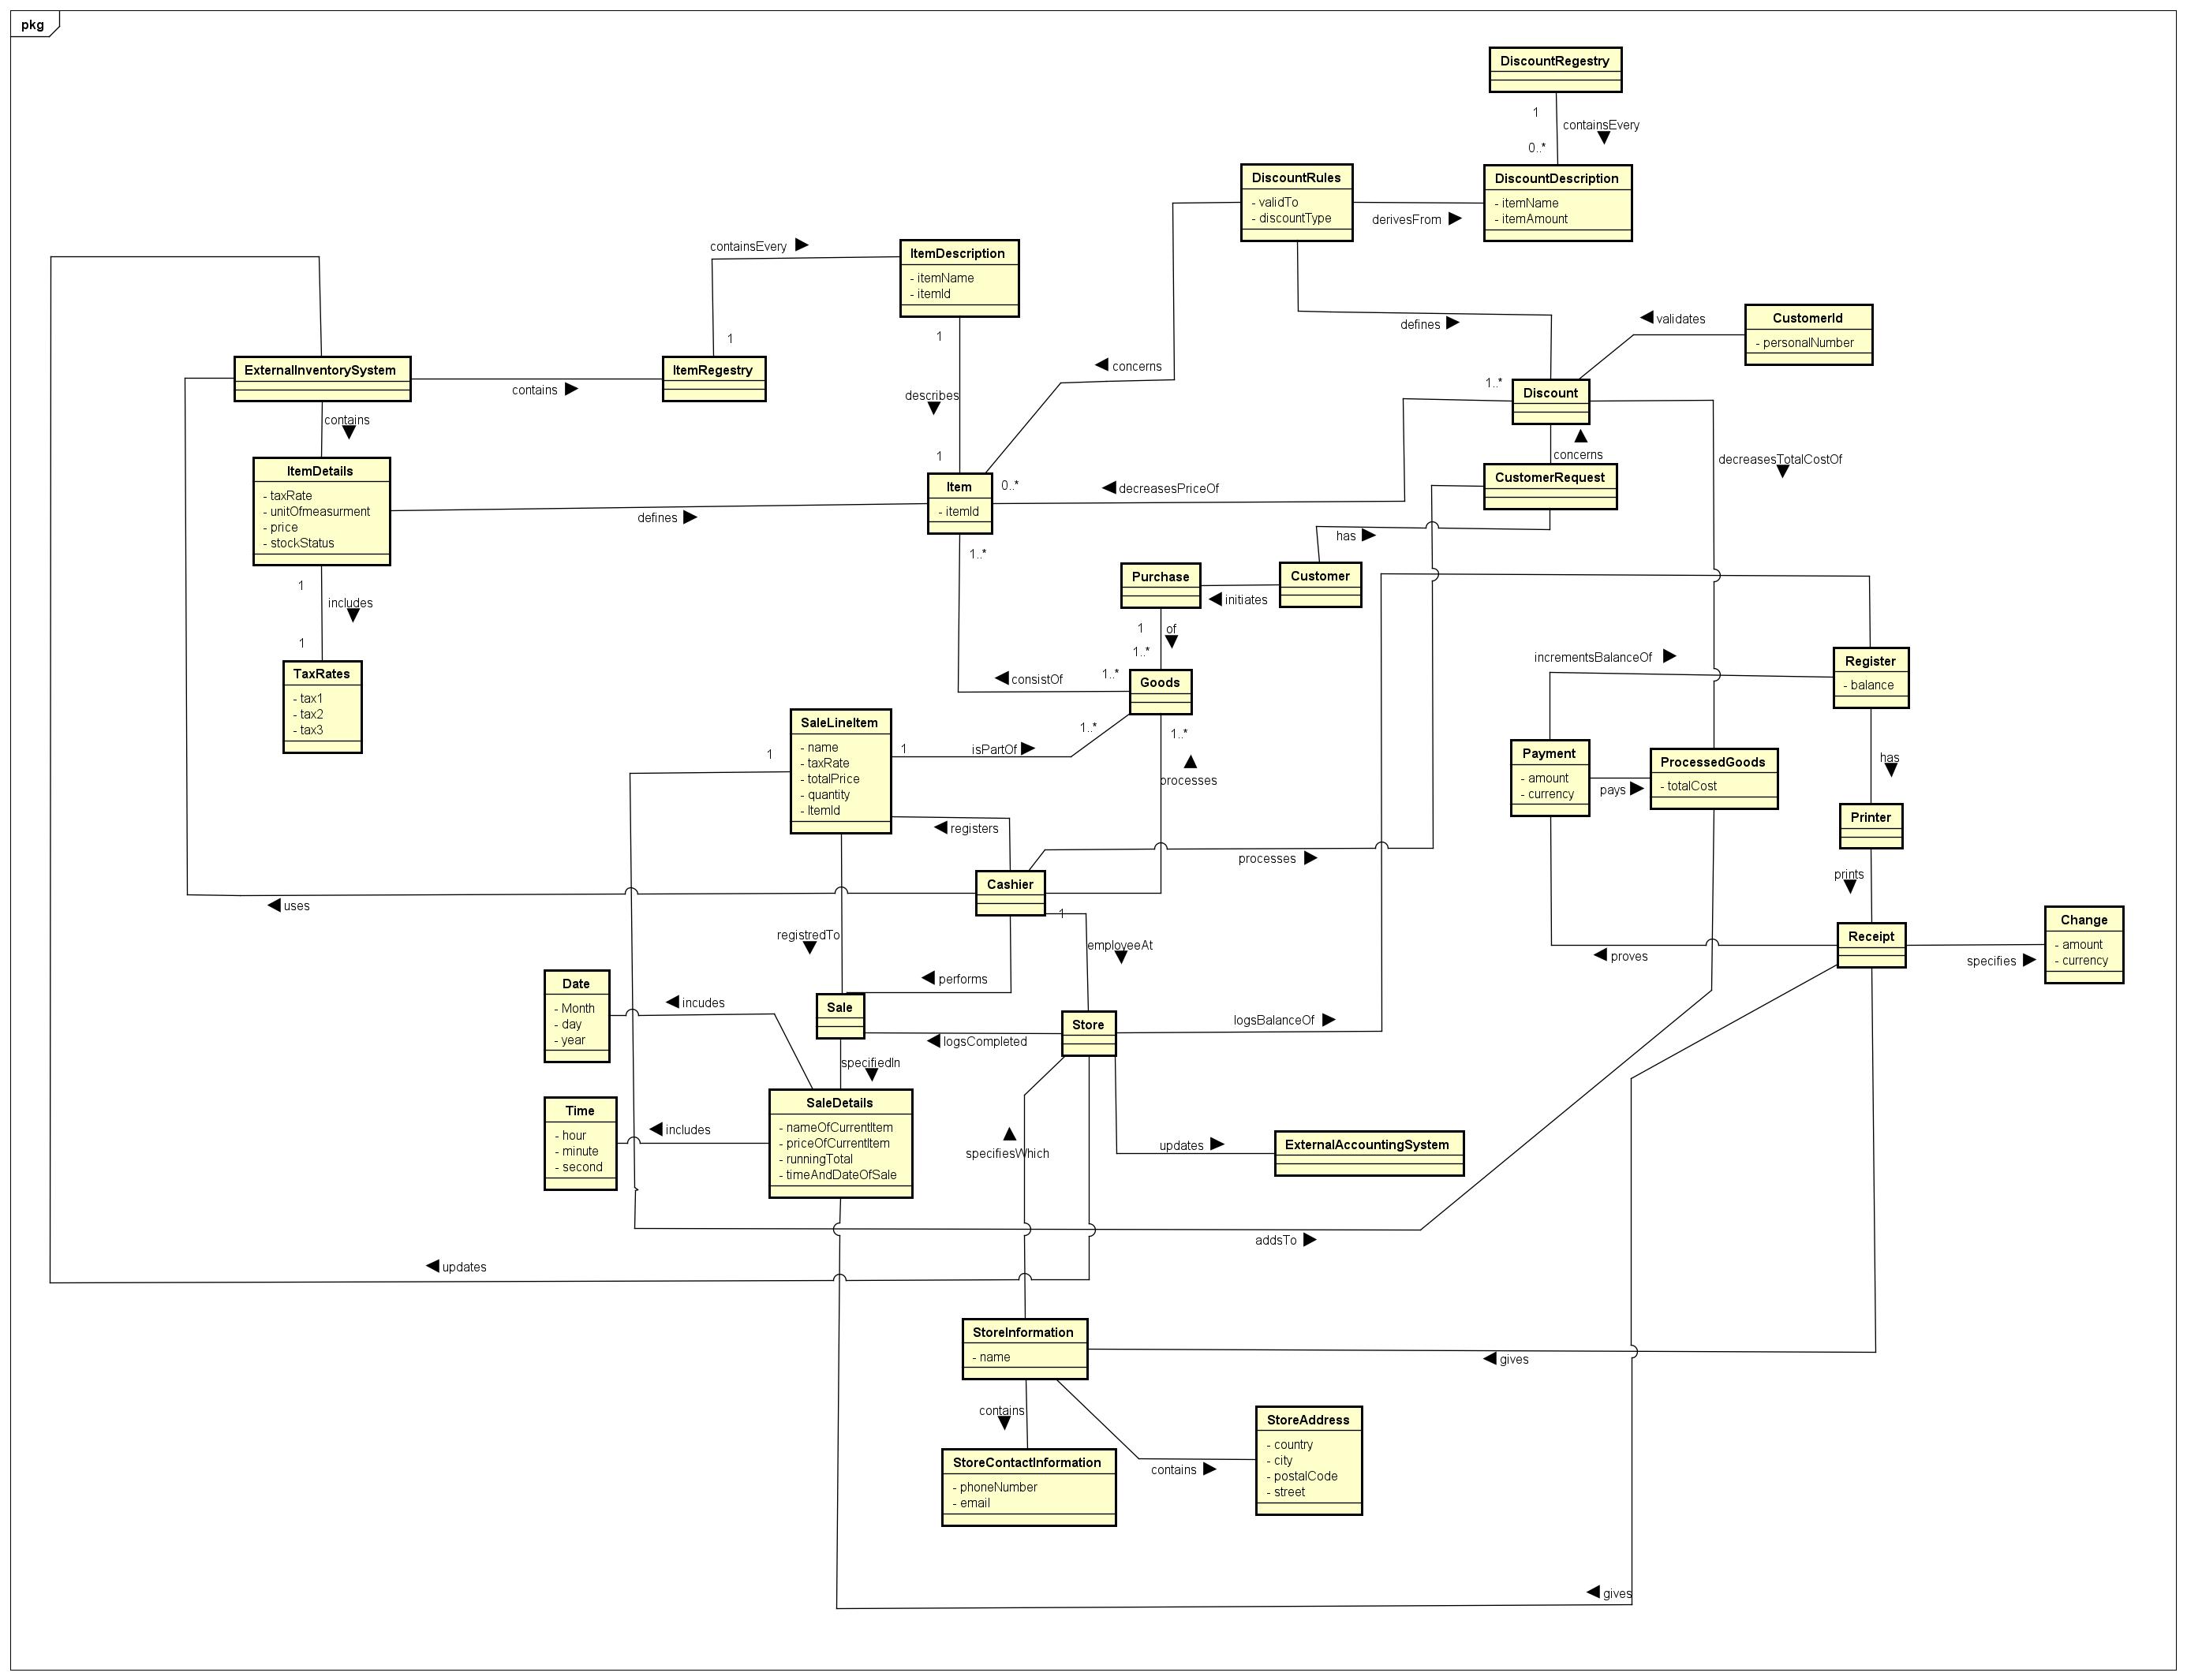 pkg
DiscountRegestry
1
containsEvery
0..*
DiscountRules
- validTo
- discountType
derivesFrom
DiscountDescription
- itemName
- itemAmount
containsEvery
ItemDescription
- itemName
- itemId
1
1
describes
1
concerns
defines
validates
CustomerId
- personalNumber
ExternalInventorySystem
contains
ItemRegestry
1..*
Discount
contains
concerns
decreasesTotalCostOf
ItemDetails
- taxRate
- unitOfmeasurment
- price
- stockStatus
defines
Item
- itemId
0..*
decreasesPriceOf
CustomerRequest
1..*
has
1
includes
1
Purchase
initiates
Customer
1
of
1..*
TaxRates
- tax1
- tax2
- tax3
consistOf
1..*
Goods
incrementsBalanceOf
Register
- balance
SaleLineItem
- name
- taxRate
- totalPrice
- quantity
- ItemId
1
1
isPartOf
1..*
1..*
processes
Payment
- amount
- currency
pays
ProcessedGoods
- totalCost
has
Printer
registers
processes
prints
Cashier
1
uses
registredTo
employeeAt
Receipt
proves
specifies
Change
- amount
- currency
performs
Date
- Month
- day
- year
incudes
Sale
logsCompleted
Store
logsBalanceOf
specifiedIn
Time
- hour
- minute
- second
includes
SaleDetails
- nameOfCurrentItem
- priceOfCurrentItem
- runningTotal
- timeAndDateOfSale
specifiesWhich
updates
ExternalAccountingSystem
addsTo
updates
StoreInformation
- name
gives
contains
StoreContactInformation
- phoneNumber
- email
contains
StoreAddress
- country
- city
- postalCode
- street
gives